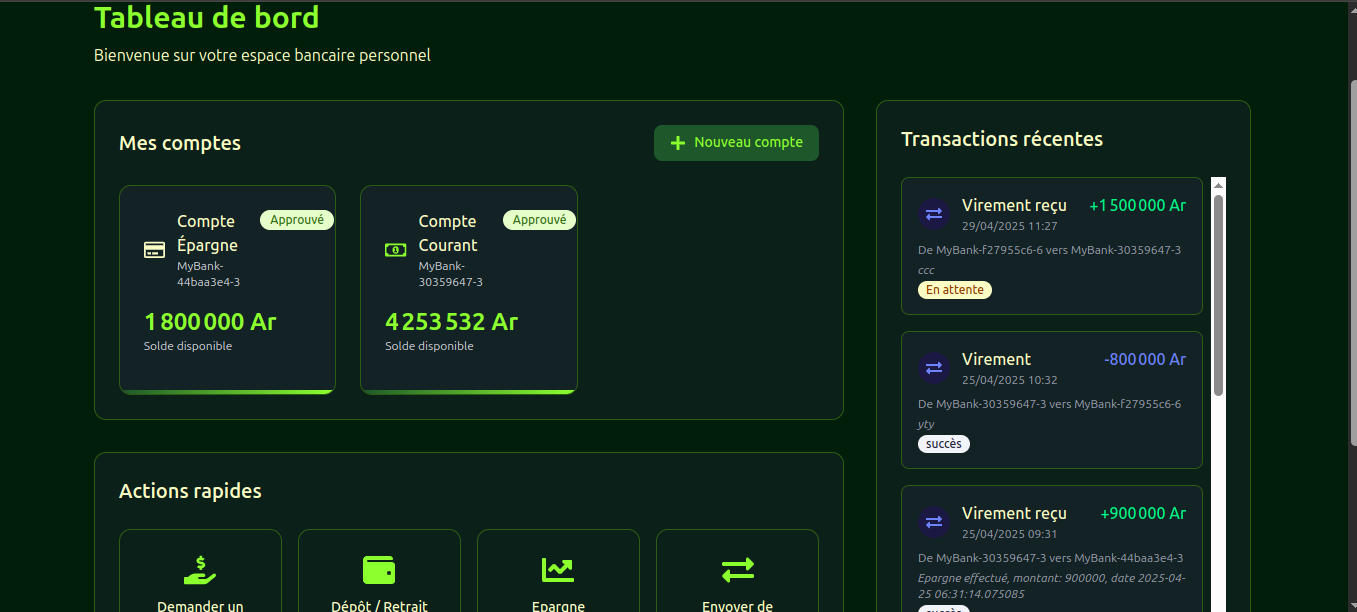 Tableau de bord
Bienvenue sur votre espace bancaire personnel
Mes comptes
Nouveau compte
Compte
Épargne
Approuvé
MyBank-
44baa3e4-3
1 800 000 Ar
Solde disponible
Compte
Courant
Approuvé
MyBank-
30359647-3
4 253 532 Ar
Solde disponible
Actions rapides
Demander un
Dépôt / Retrait
Epargne
Envoyer de
Transactions récentes
Virement reçu
+1 500 000 Ar
29/04/2025 11:27
De MyBank-f27955c6-6 vers MyBank-30359647-3
ccc
En attente
Virement
-800 000 Ar
25/04/2025 10:32
De MyBank-30359647-3 vers MyBank-f27955c6-6
yty
succès
Virement reçu
+900 000 Ar
25/04/2025 09:31
De MyBank-30359647-3 vers MyBank-44baa3e4-3
Epargne effectué, montant: 900000, date 2025-04-
25 06:31:14.075085
succès